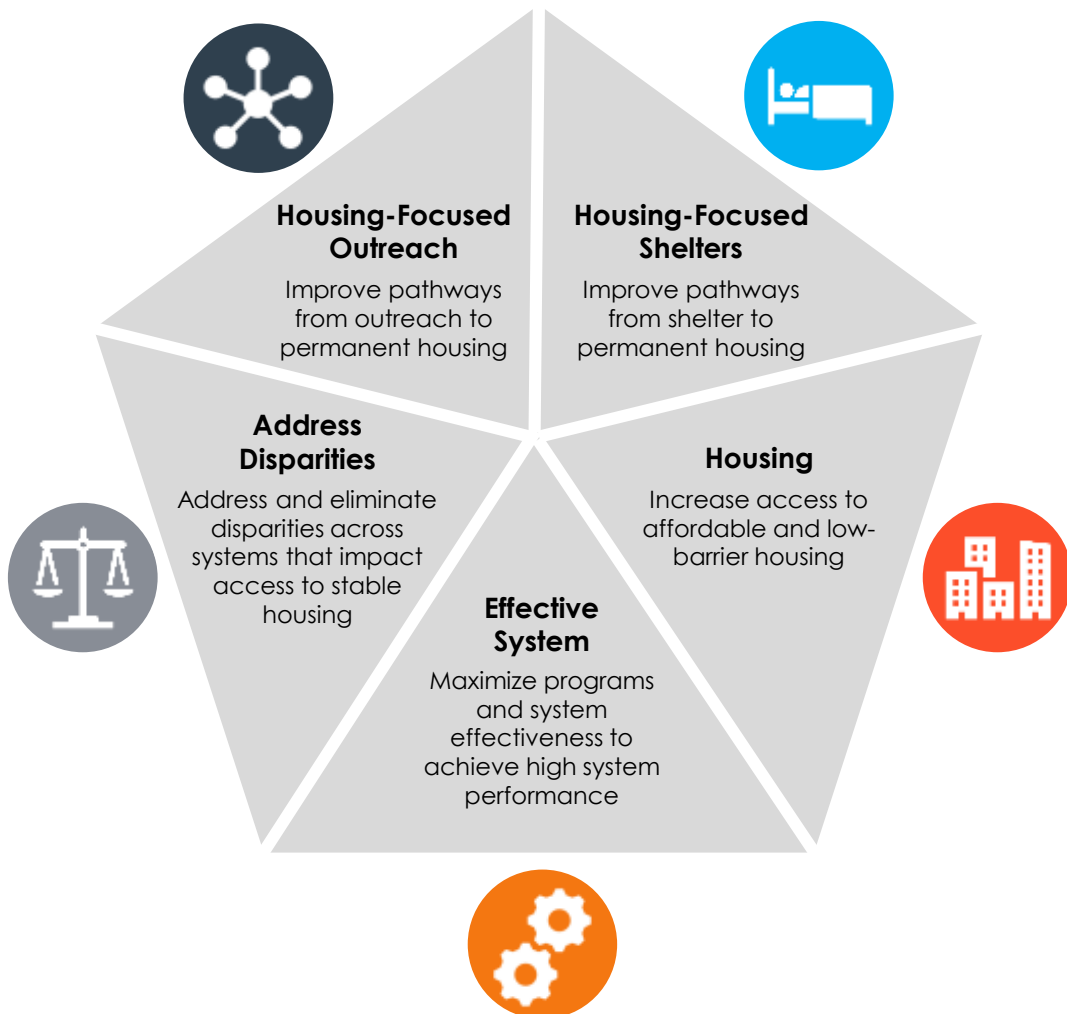 Housing-Focused
Outreach
Improve pathways
from outreach to
permanent housing
Housing-Focused
Shelters
Improve pathways
from shelter to
permanent housing
Address
Disparities
Address and eliminate
disparities across
systems that impact
access to stable
housing
Housing
Increase access to
affordable and low-
barrier housing
Effective
System
Maximize programs
and system
effectiveness to
achieve high system
performance